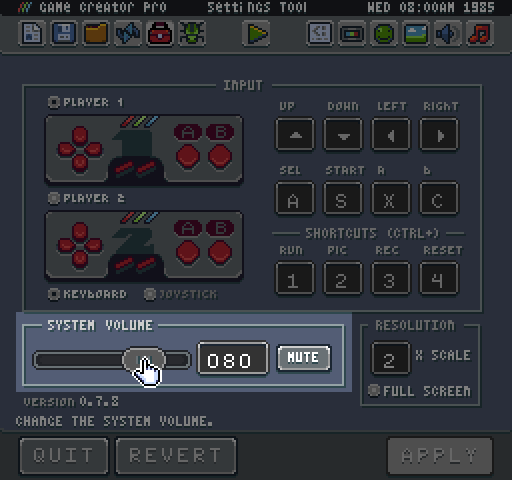 GAME CREATOR PRO SETTINGS TOOL WED 08:00AM 1985
INPUT
PLAYER 1
UP DOWN LEFT RIGHT
A B
SEL START A B
PLAYER 2
A S X C
A B
SHORTCUTS (CTRL+)
RUN PIC REC RESET
1 2 3 4
KEYBOARD JOYSTICK
SYSTEM VOLUME
RESOLUTION
080 MUTE
2 X SCALE
FULL SCREEN
VERSION 0.7.8
CHANGE THE SYSTEM VOLUME.
QUIT REVERT APPLY